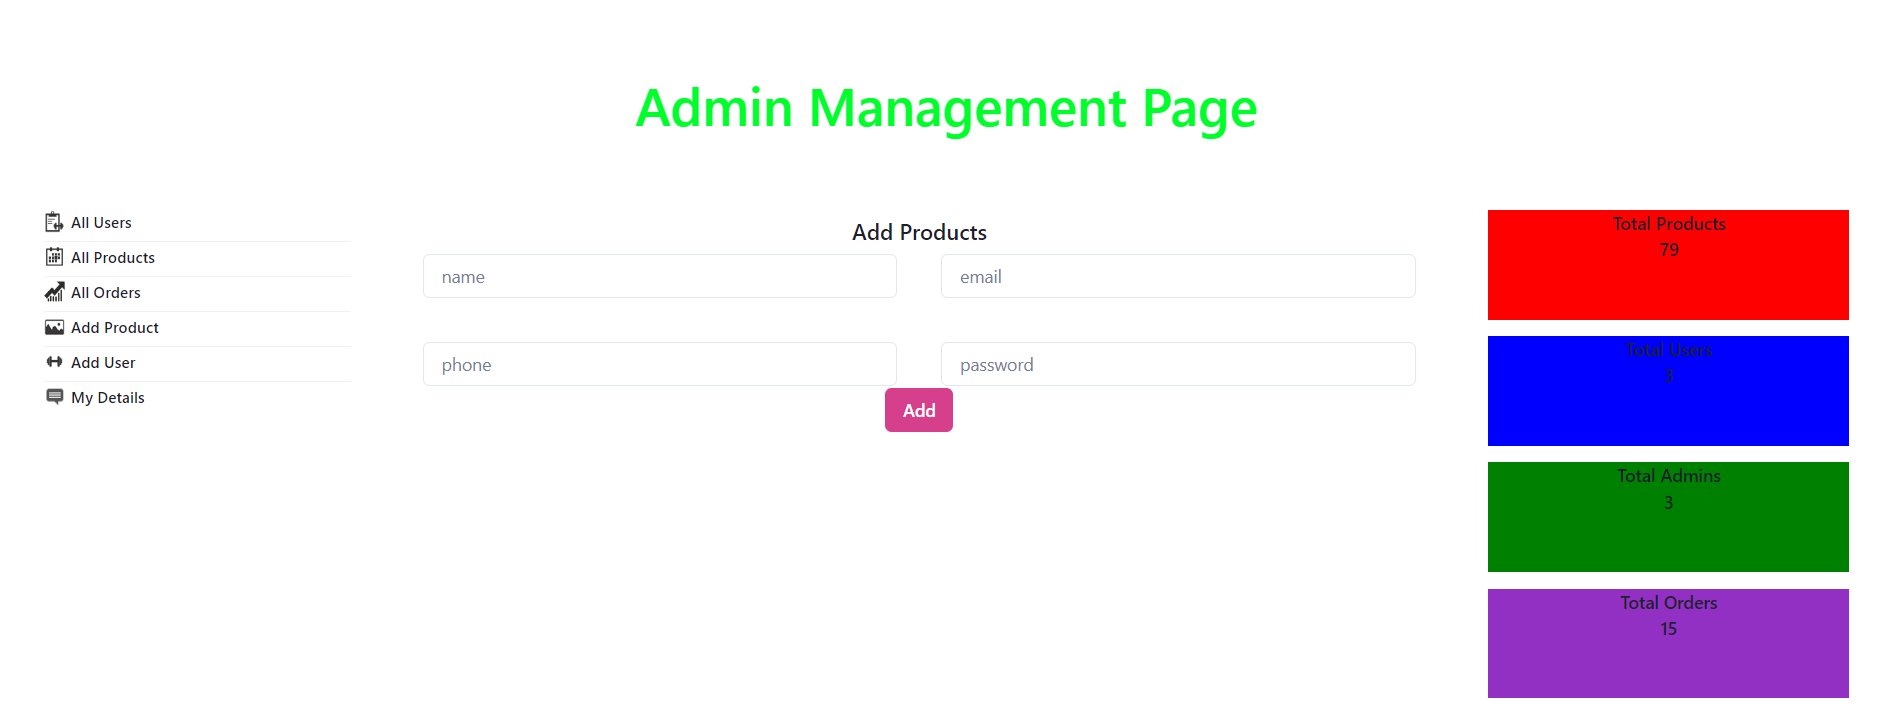 Admin Management Page
All Users
All Products
All Orders
Add Product
Add User
My Details
Add Products
name
email
phone
password
Add
Total Products
79
Total Users
3
Total Admins
3
Total Orders
15